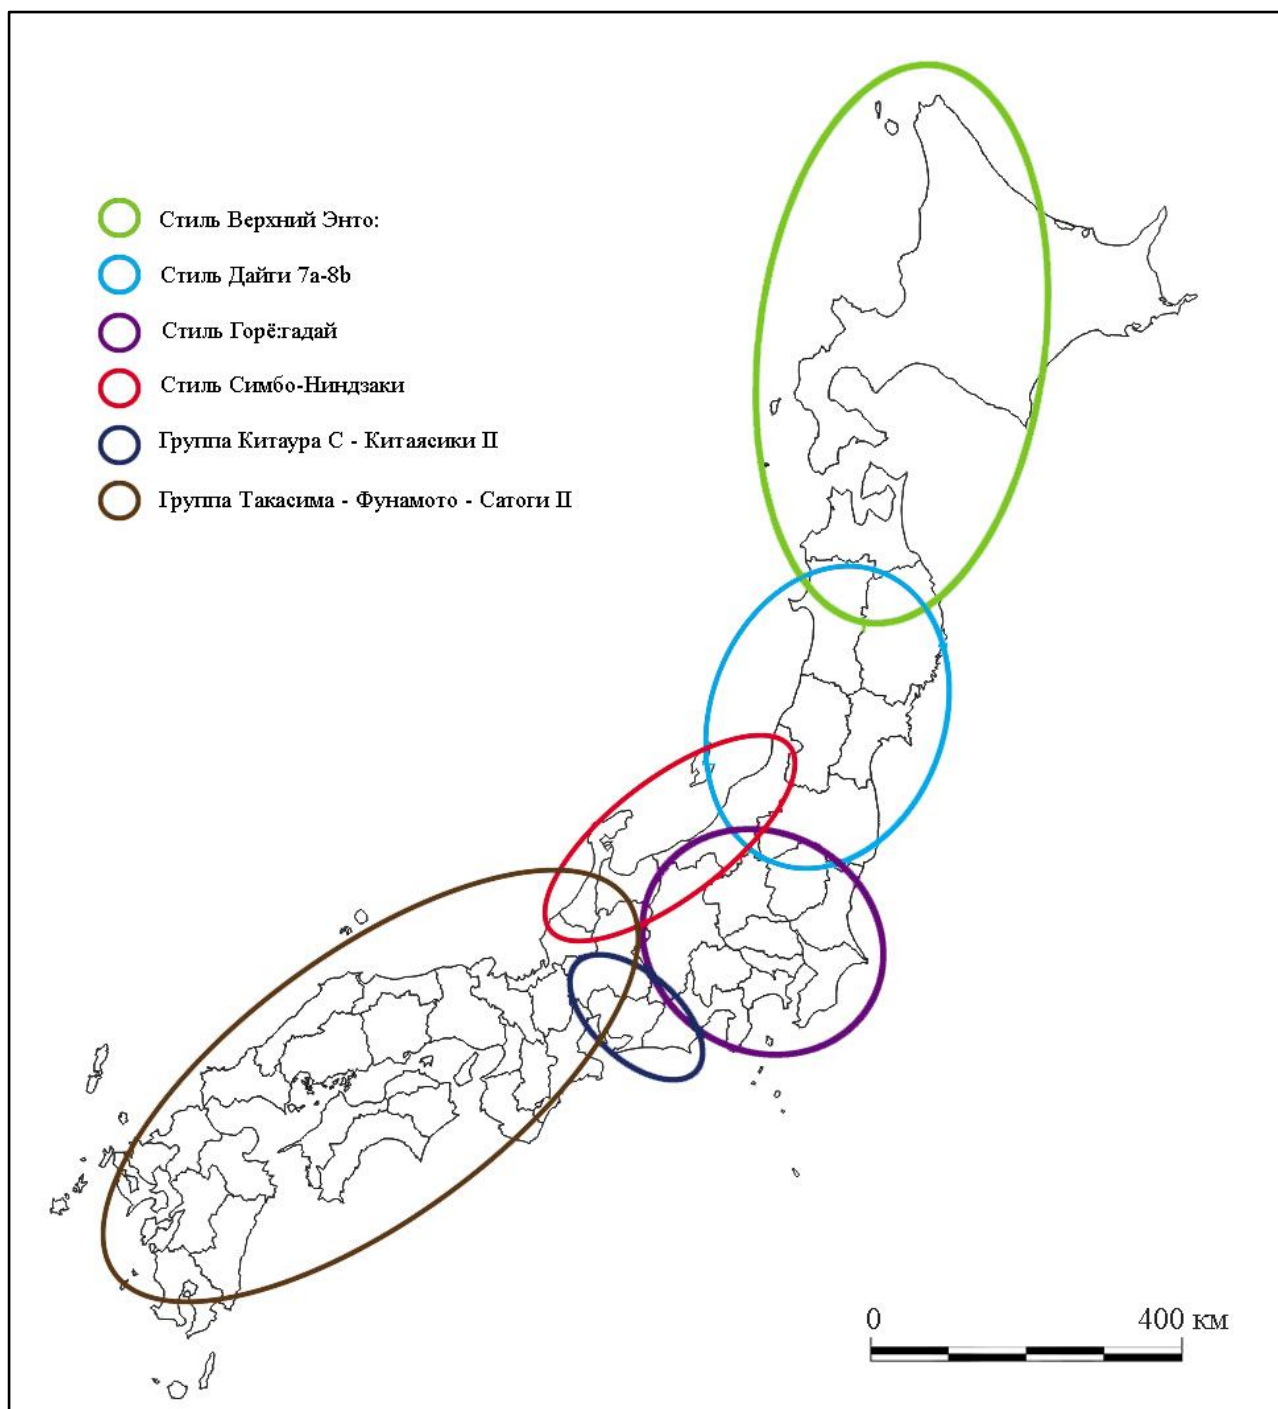 Стиль Верхний Энто:
Стиль Дайги 7a-8b
Стиль Горё:гадай
Стиль Симбо-Ниндзаки
Группа Китаура C - Китаясики II
Группа Такасима - Фунамото - Сатоги II
0 400 км